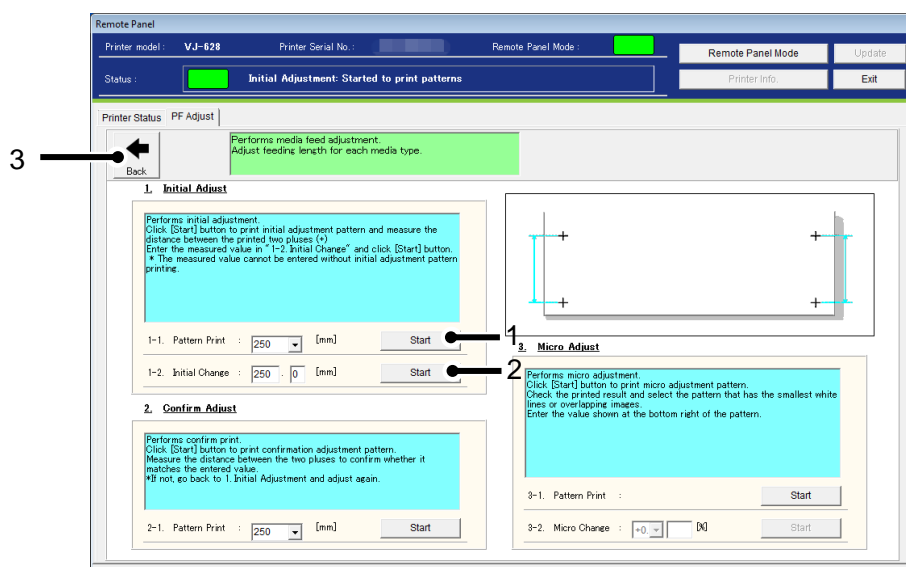 Remote Panel
Printer model : VJ-628 Printer Serial No. : Remote Panel Mode :
Remote Panel Mode Update
Status : Initial Adjustment: Started to print patterns
Printer Info. Exit
Printer Status PF Adjust
3
Back
Performs media feed adjustment.
Adjust feeding length for each media type.
1. Initial Adjust
Performs initial adjustment.
Click [Start] button to print initial adjustment pattern and measure the
distance between the printed two pluses (+)
Enter the measured value in "1-2. Initial Change" and click [Start] button.
* The measured value cannot be entered without initial adjustment pattern
printing.
1-1. Pattern Print : 250 [mm] Start 1
1-2. Initial Change : 250 . 0 [mm] Start 2
2. Confirm Adjust
Performs confirm print.
Click [Start] button to print confirmation adjustment pattern.
Measure the distance between the two pluses to confirm whether it
matches the entered value.
*If not, go back to 1. Initial Adjustment and adjust again.
2-1. Pattern Print : 250 [mm] Start
3. Micro Adjust
Performs micro adjustment.
Click [Start] button to print micro adjustment pattern.
Check the printed result and select the pattern that has the smallest white
lines or overlapping images.
Enter the value shown at the bottom right of the pattern.
3-1. Pattern Print : Start
3-2. Micro Change : +0. [%] Start